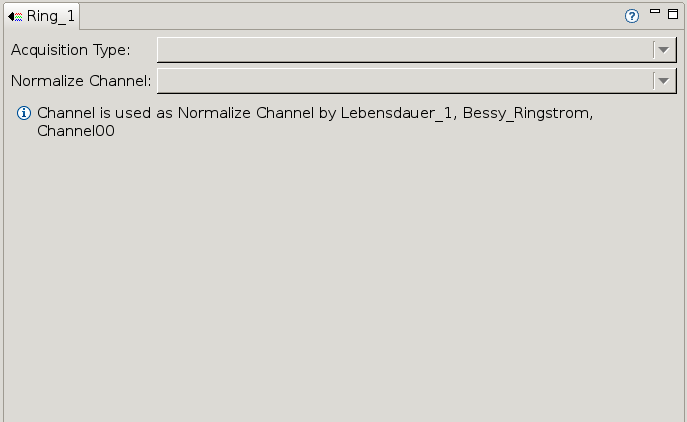 Ring_1
Acquisition Type:
Normalize Channel:
Channel is used as Normalize Channel by Lebensdauer_1, Bessy_Ringstrom,
Channel00